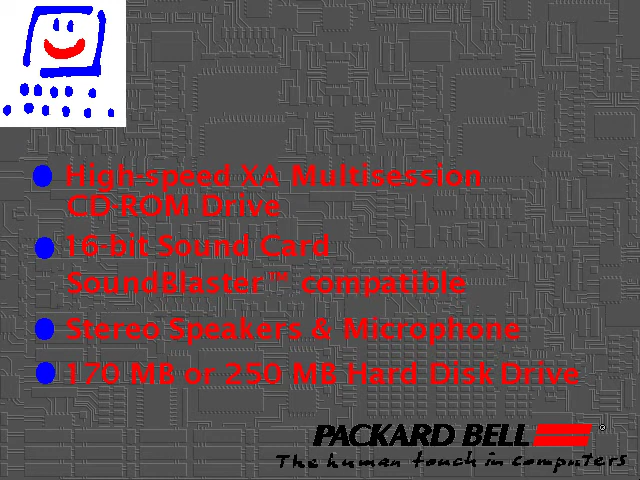 High-speed XA Multisession
CD-ROM Drive
16-bit Sound Card
SoundBlaster™ compatible
Stereo Speakers & Microphone
170 MB or 250 MB Hard Disk Drive
PACKARD BELL ®
The human touch in computers